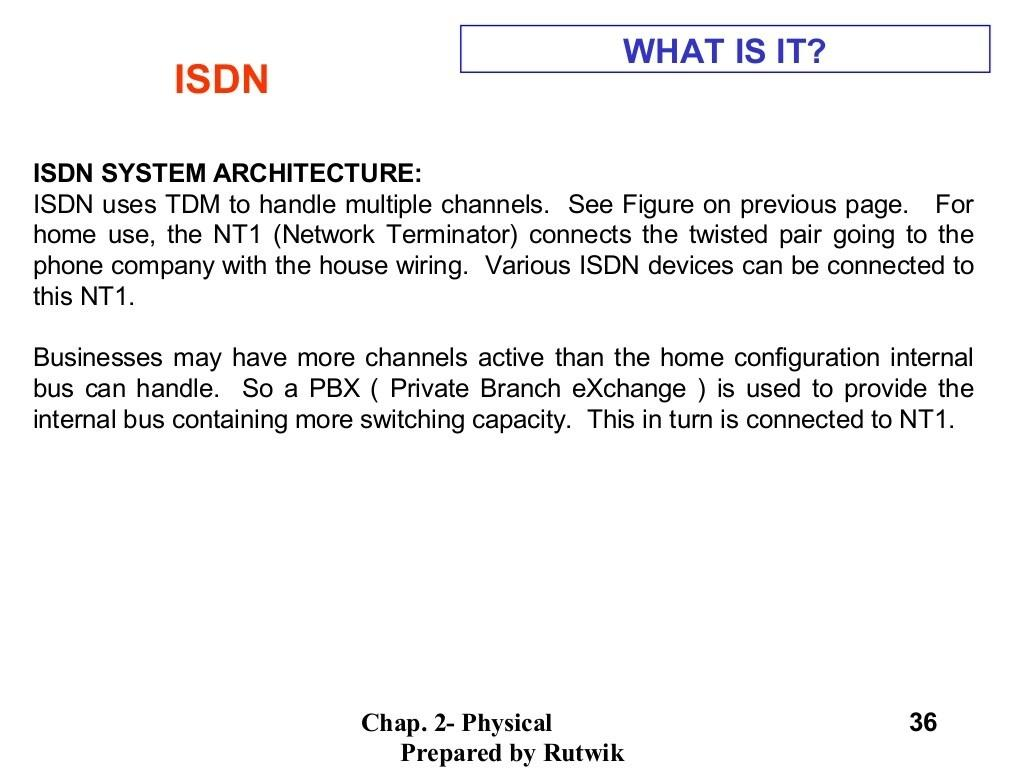 WHAT IS IT?
ISDN
ISDN SYSTEM ARCHITECTURE:
ISDN uses TDM to handle multiple channels.  See Figure on previous page.   For
home use, the NT1 (Network Terminator) connects the twisted pair going to the
phone company with the house wiring.  Various ISDN devices can be connected to
this NT1.
Businesses may have more channels active than the home configuration internal
bus can handle.  So a PBX ( Private Branch eXchange ) is used to provide the
internal bus containing more switching capacity.  This in turn is connected to NT1.
Chap. 2- Physical
Prepared by Rutwik
36